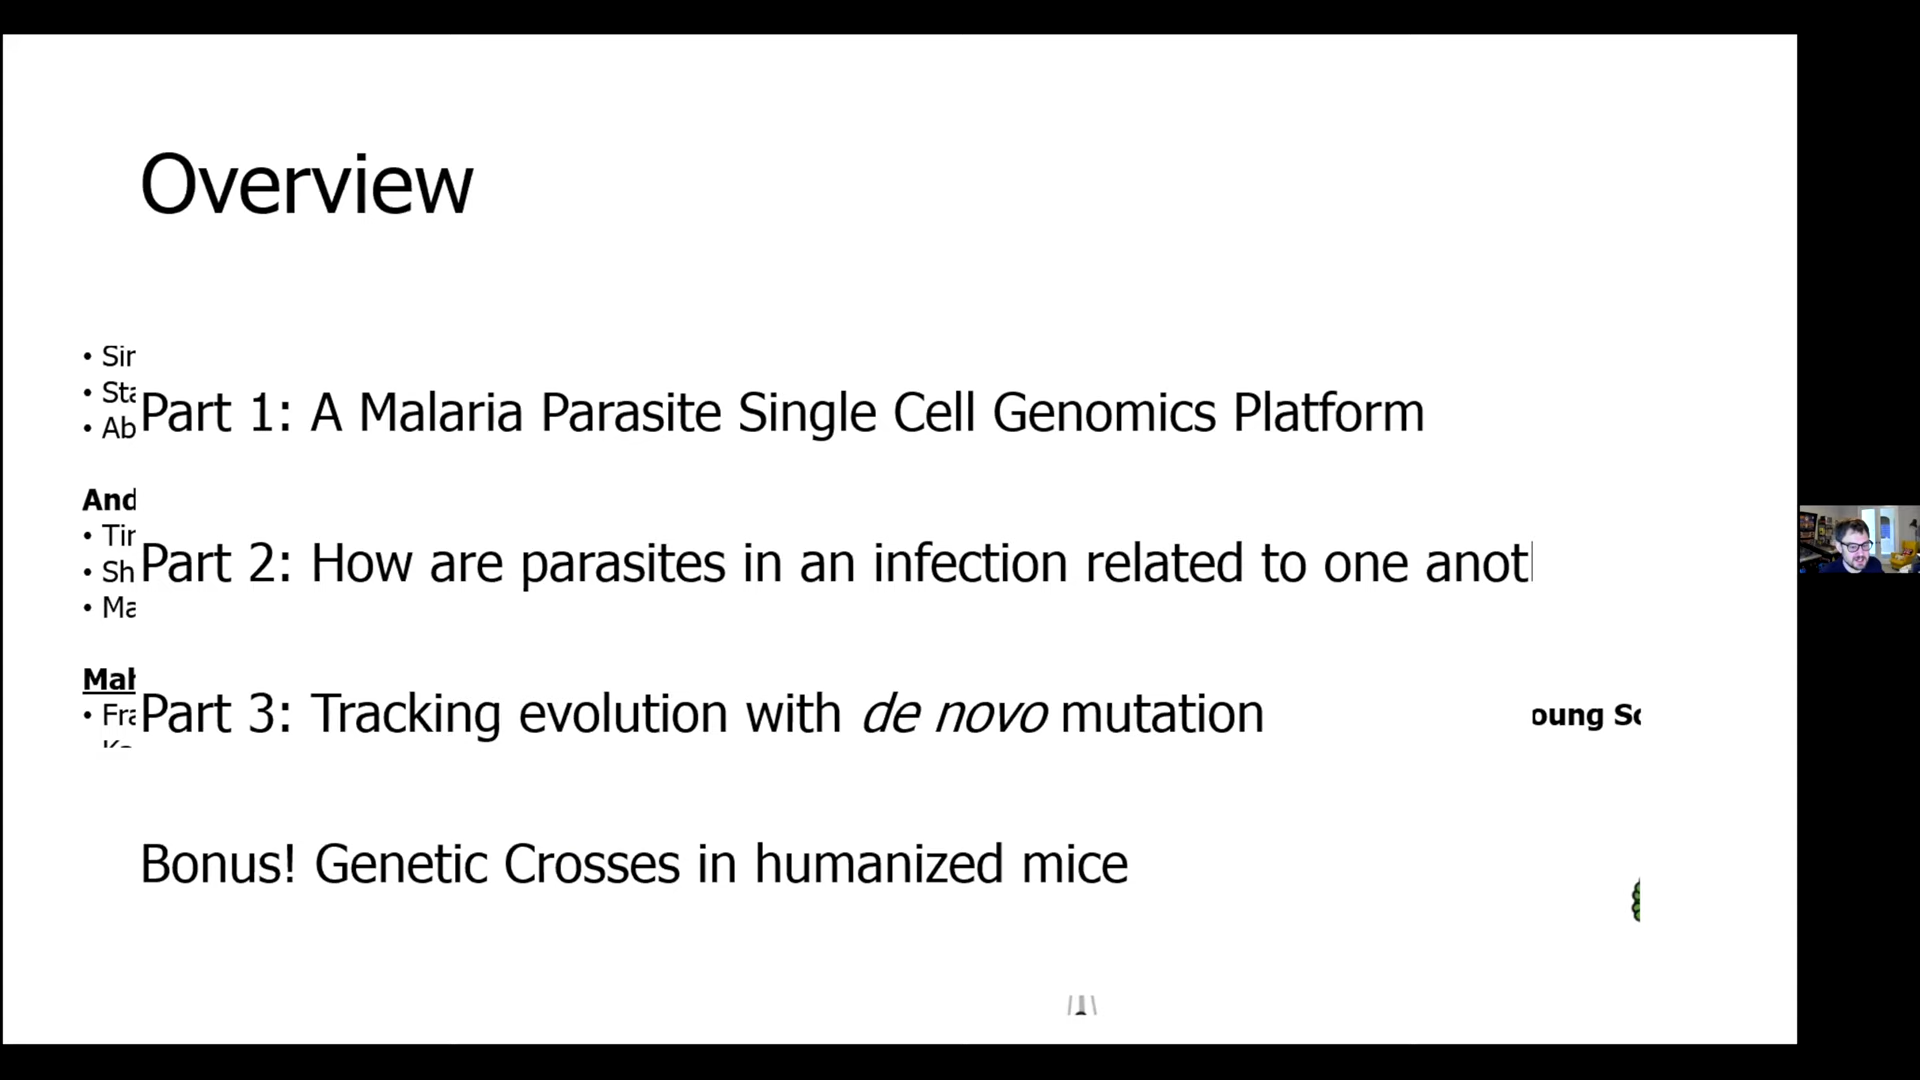 Overview
• Sir
• Sta
• Ab
Part 1: A Malaria Parasite Single Cell Genomics Platform
And
• Tir
• Sh
Part 2: How are parasites in an infection related to one anot
• Ma
Mah
• Fra
Part 3: Tracking evolution with de novo mutation
oung Sc
Bonus! Genetic Crosses in humanized mice